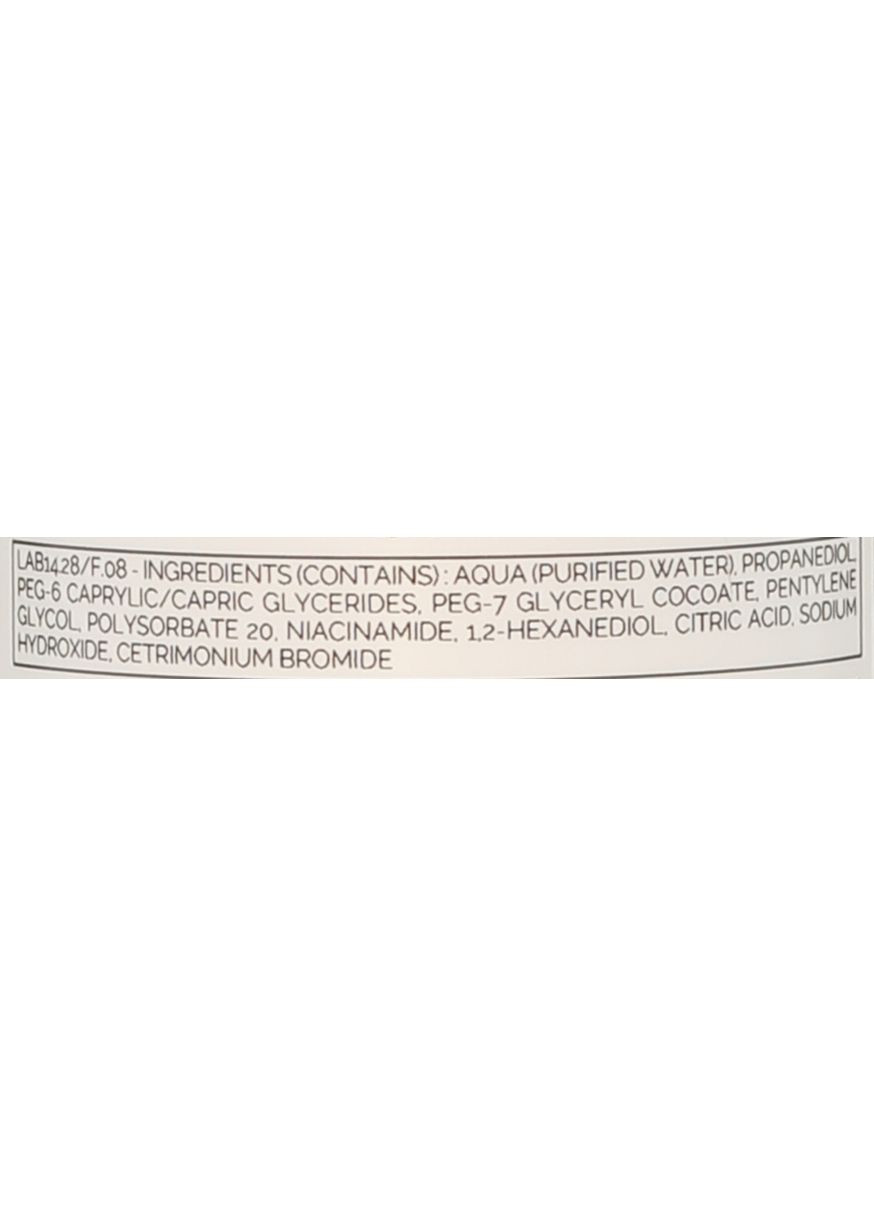 LAB1428/F.08 - INGREDIENTS (CONTAINS) : AQUA (PURIFIED WATER), PROPANEDIOL,
PEG-6 CAPRYLIC/CAPRIC GLYCERIDES, PEG-7 GLYCERYL COCOATE, PENTYLENE
GLYCOL, POLYSORBATE 20, NIACINAMIDE, 1,2-HEXANEDIOL, CITRIC ACID, SODIUM
HYDROXIDE, CETRIMONIUM BROMIDE